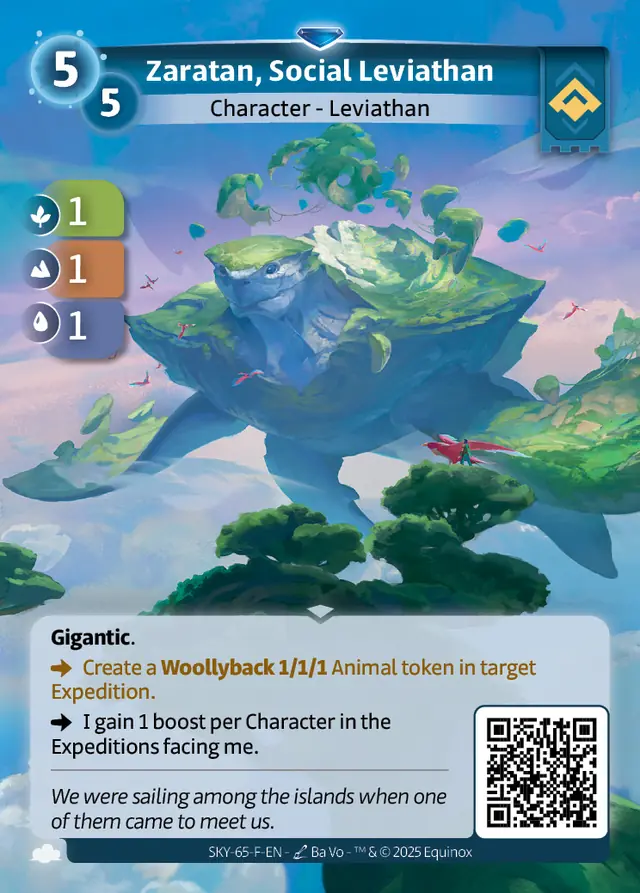 5
5
Zaratan, Social Leviathan
Character - Leviathan
1
1
1
Gigantic.
Create a Woollyback 1/1/1 Animal token in target
Expedition.
I gain 1 boost per Character in the
Expeditions facing me.
We were sailing among the islands when one
of them came to meet us.
SKY-65-F-EN - Ba Vo - ™ & © 2025 Equinox